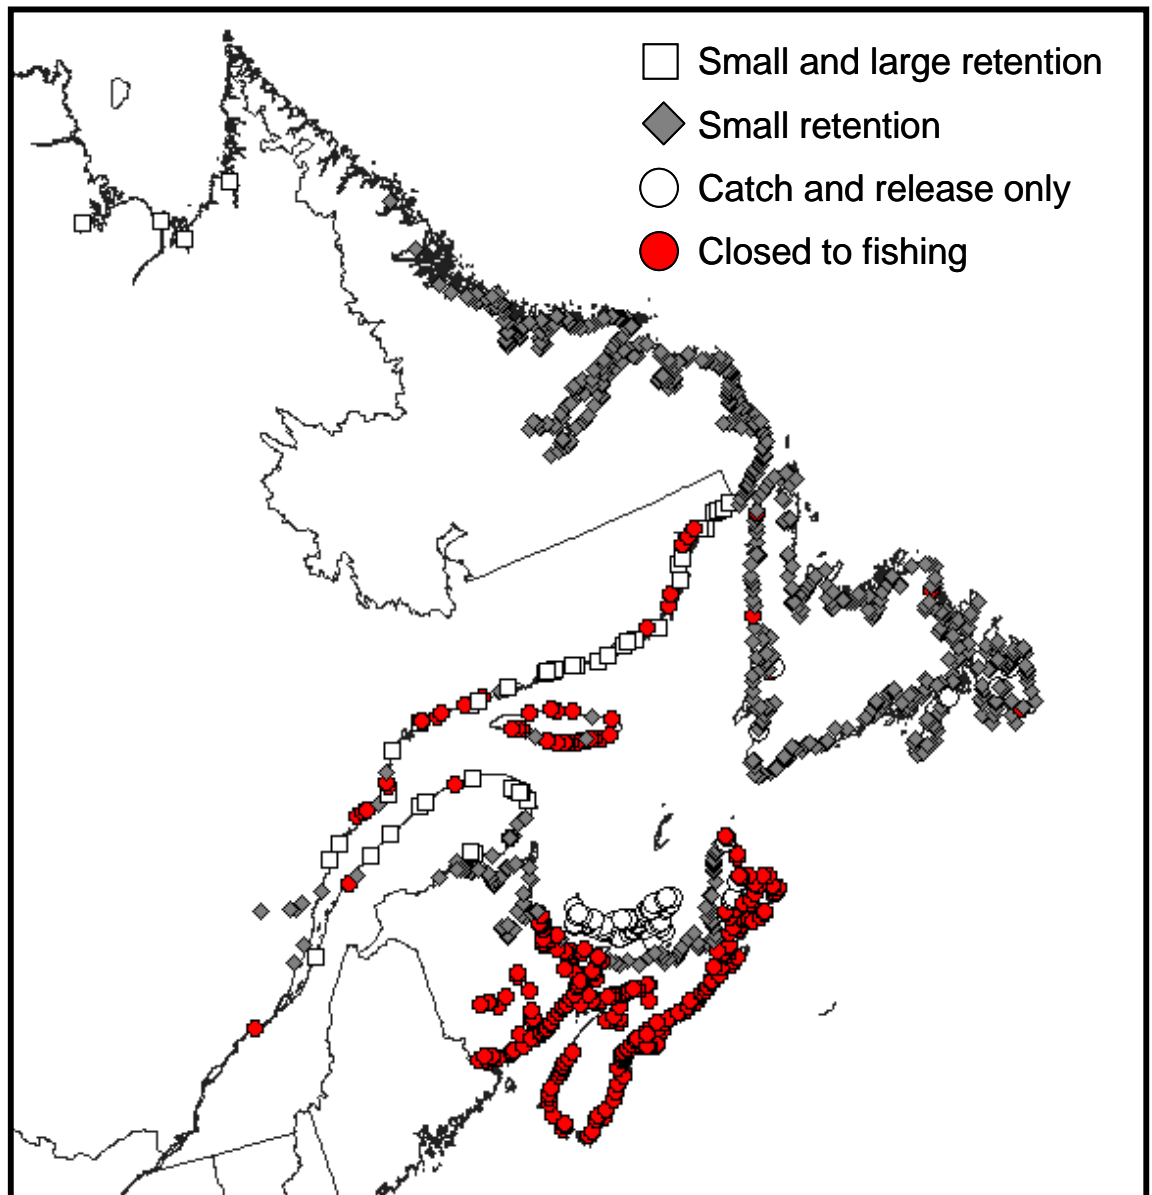 Small and large retention
Small retention
Catch and release only
Closed to fishing